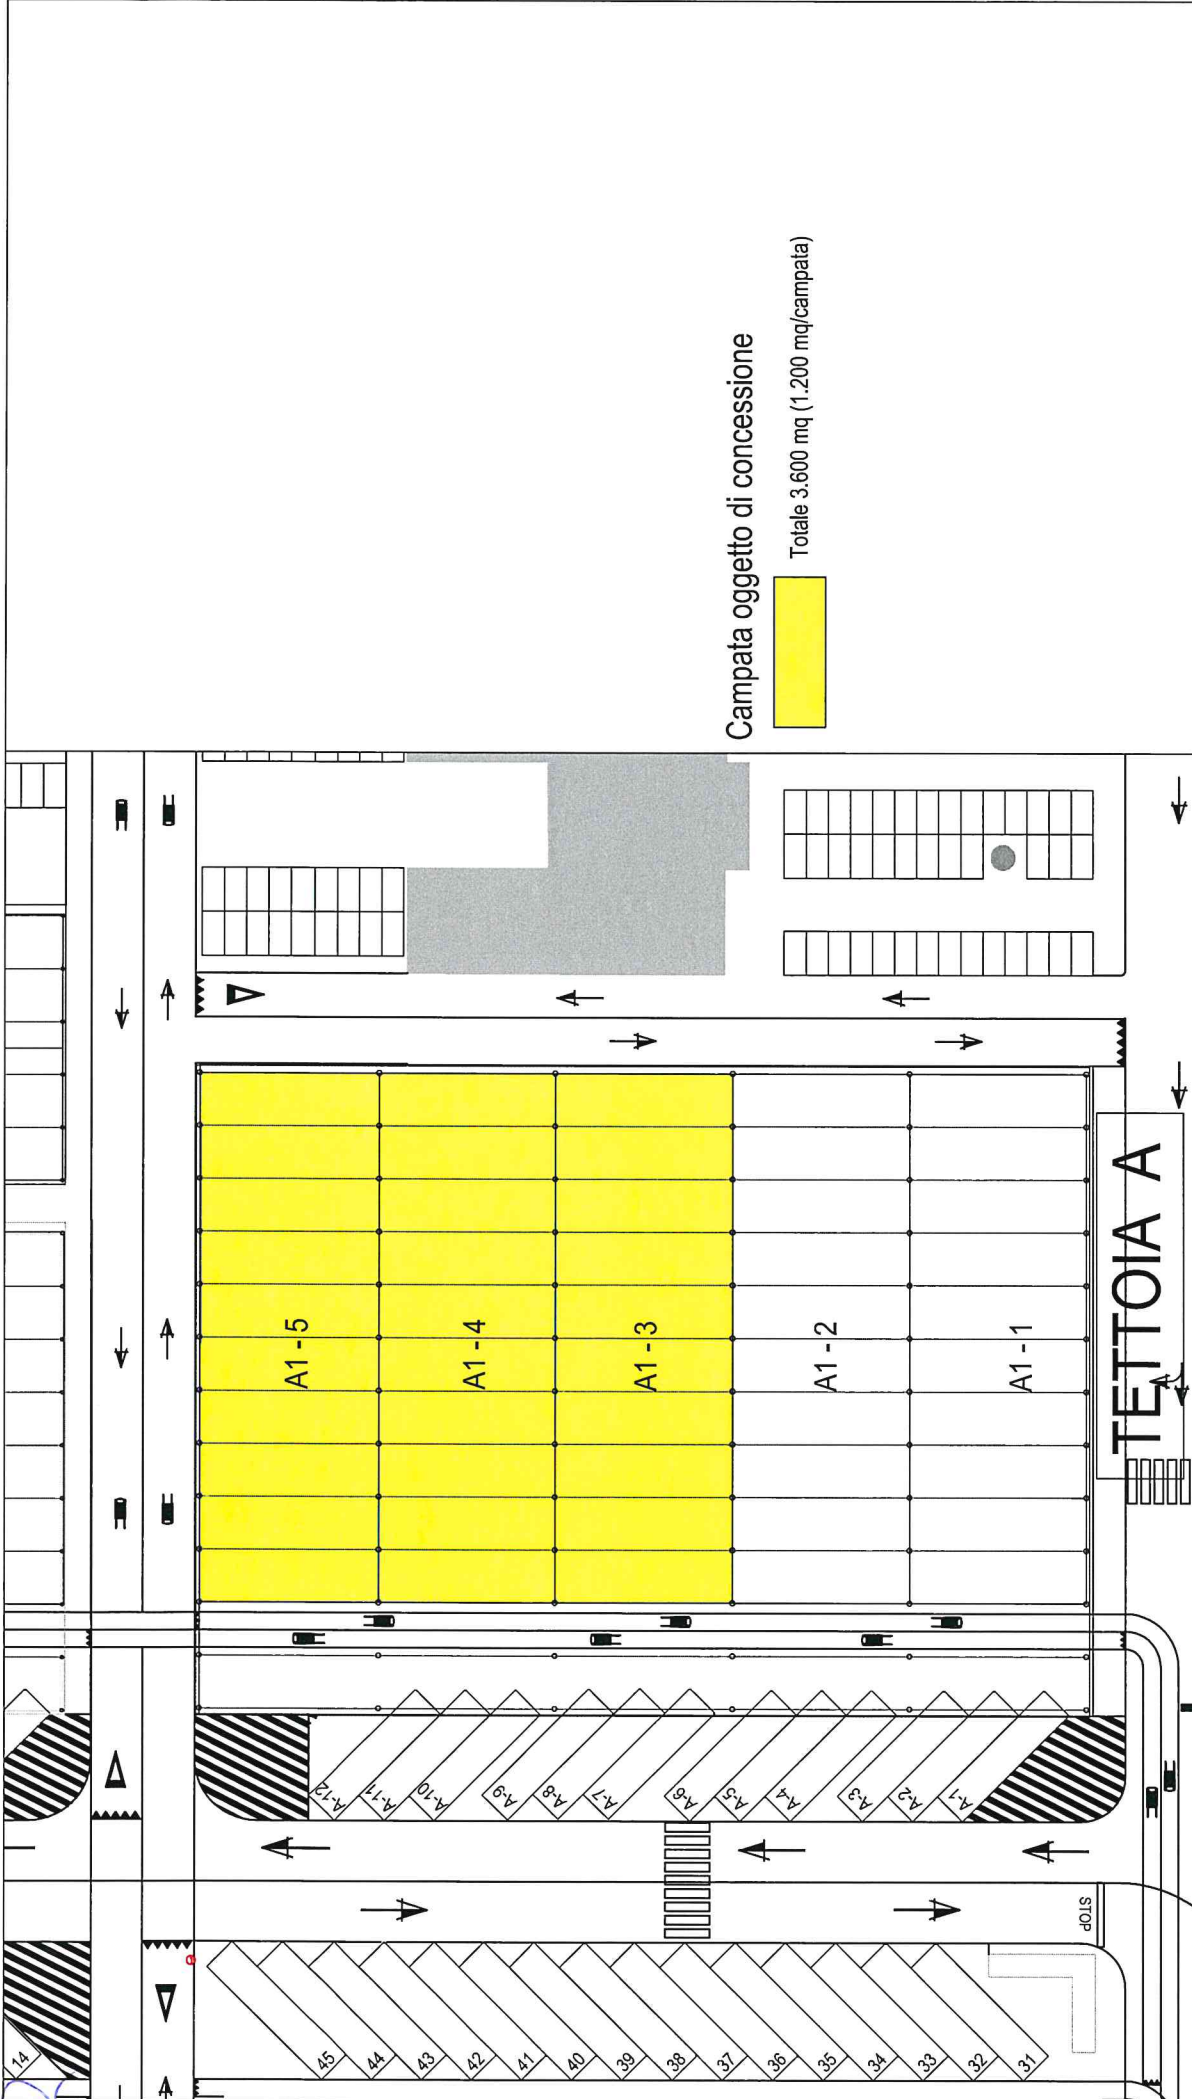 Campata oggetto di concessione
Totale 3.600 mq (1.200 mq/campata)
A1 - 5
A1 - 4
A1 - 3
A1 - 2
A1 - 1
TETTOIA A
A-12
A-11
A-10
A-9
A-8
A-7
A-6
A-5
A-4
A-3
A-2
A-1
STOP
14
45
44
43
42
41
40
39
38
37
36
35
34
33
32
31
e